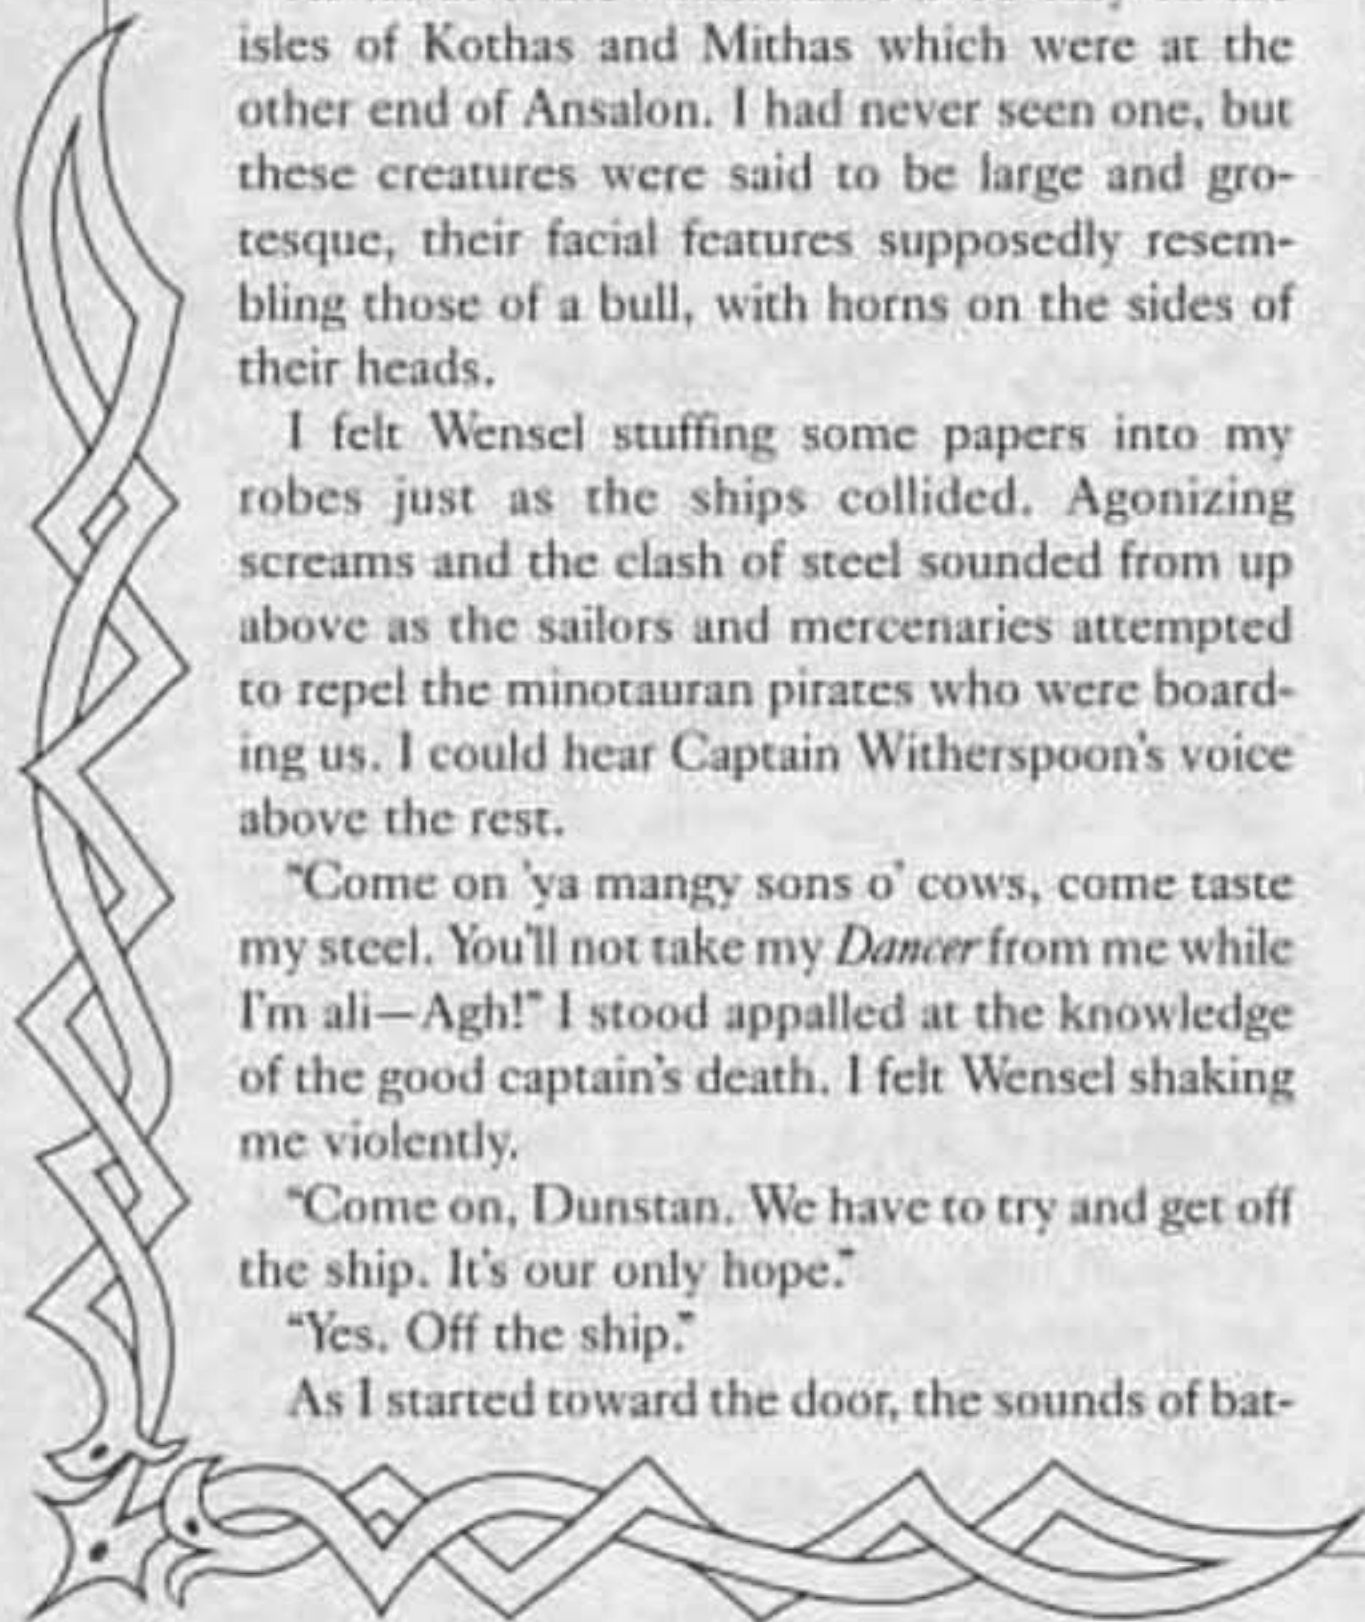 isles of Kothas and Mithas which were at the
other end of Ansalon. I had never seen one, but
these creatures were said to be large and gro-
tesque, their facial features supposedly resem-
bling those of a bull, with horns on the sides of
their heads.
I felt Wensel stuffing some papers into my
robes just as the ships collided. Agonizing
screams and the clash of steel sounded from up
above as the sailors and mercenaries attempted
to repel the minotauran pirates who were board-
ing us. I could hear Captain Witherspoon's voice
above the rest.
"Come on 'ya mangy sons o' cows, come taste
my steel. You'll not take my Dancer from me while
I'm ali—Agh!" I stood appalled at the knowledge
of the good captain's death. I felt Wensel shaking
me violently.
"Come on, Dunstan. We have to try and get off
the ship. It's our only hope."
"Yes. Off the ship."
As I started toward the door, the sounds of bat-